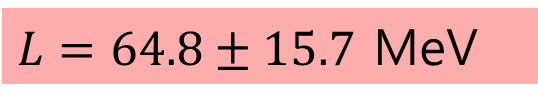 L = 64.8 ± 15.7 MeV